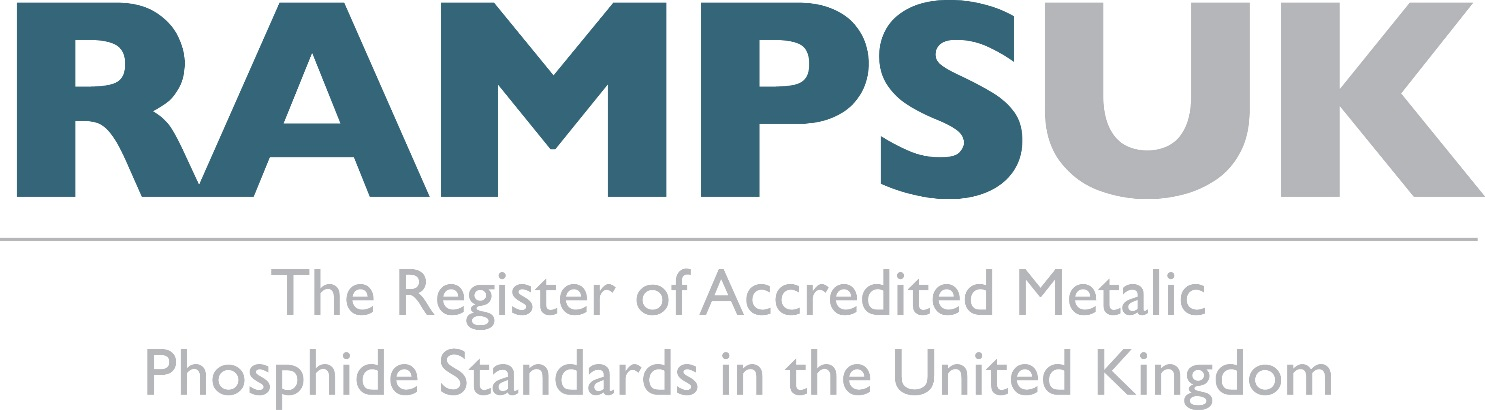 RAMPSUK
The Register of Accredited Metalic
Phosphide Standards in the United Kingdom